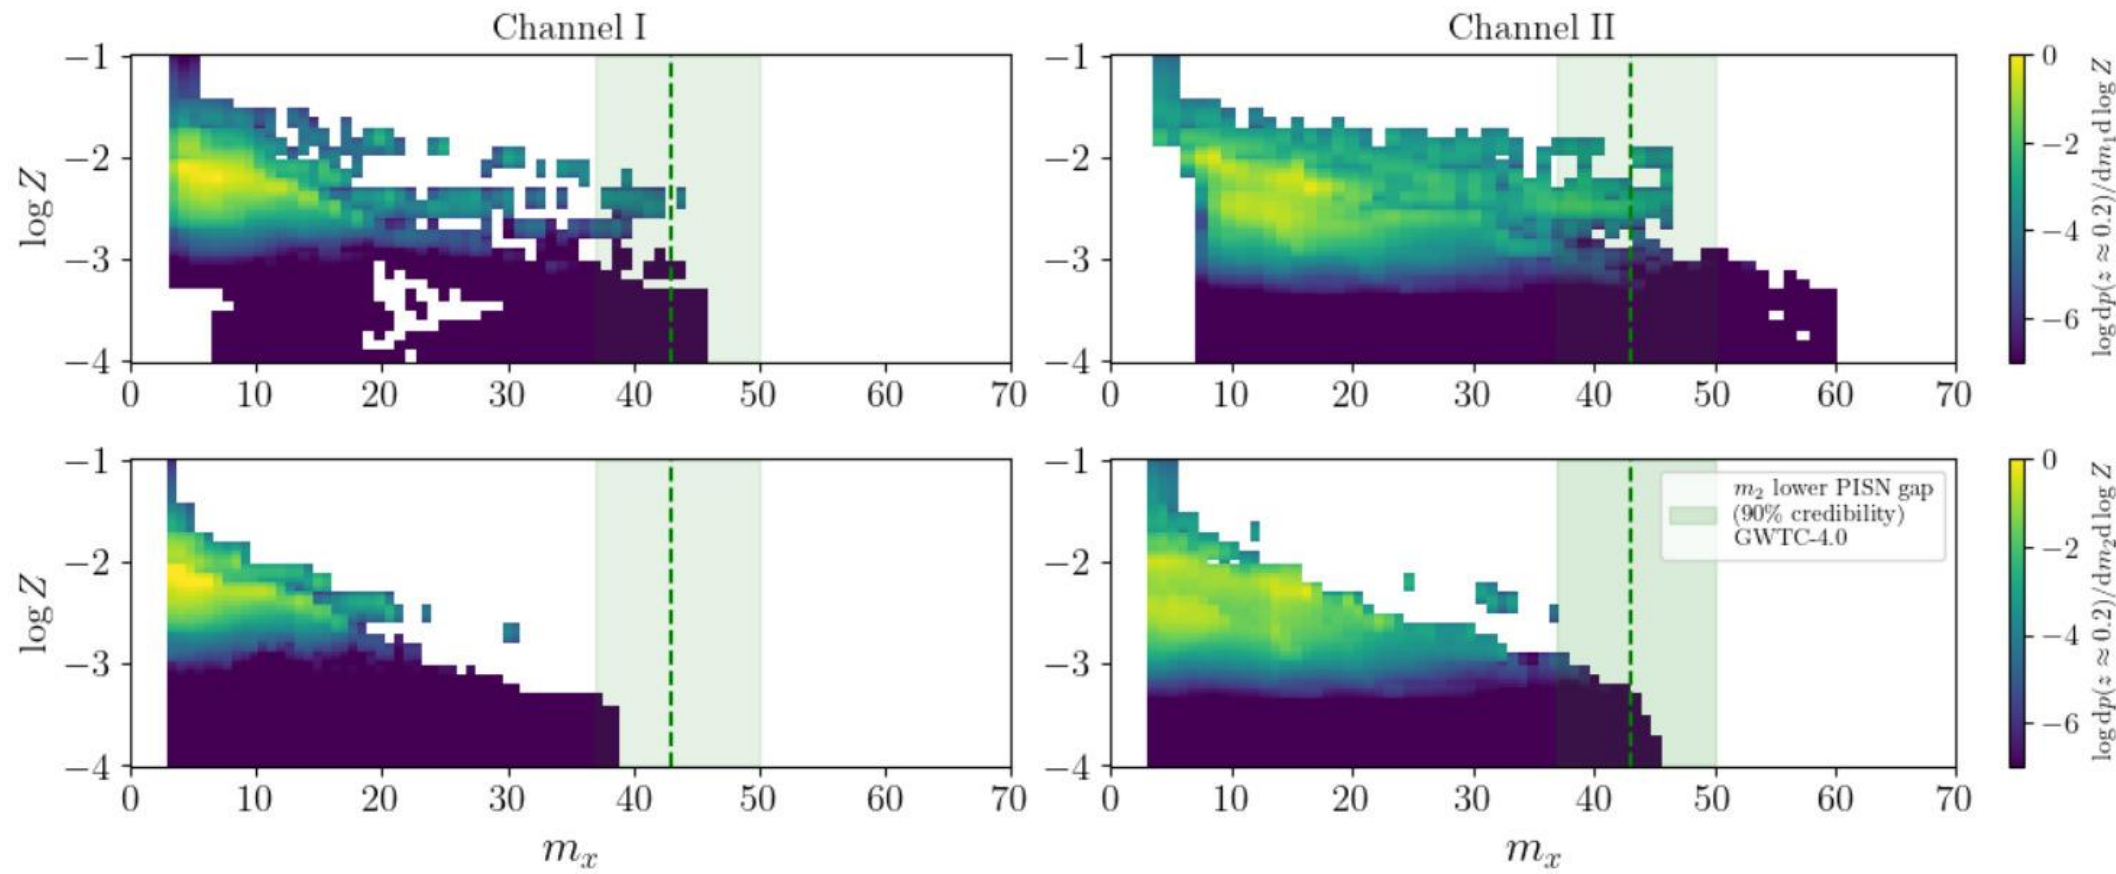 Channel I
Channel II
−1
−2
−3
−4
log Z
0 10 20 30 40 50 60 70
−1
−2
−3
−4
0 10 20 30 40 50 60 70
0
−2
−4
−6
log dp(z ≈ 0.2)/dm₁d log Z
−1
−2
−3
−4
log Z
0 10 20 30 40 50 60 70
mₓ
−1
−2
−3
−4
m₂ lower PISN gap
(90% credibility)
GWTC-4.0
0 10 20 30 40 50 60 70
mₓ
0
−2
−4
−6
log dp(z ≈ 0.2)/dm₂d log Z